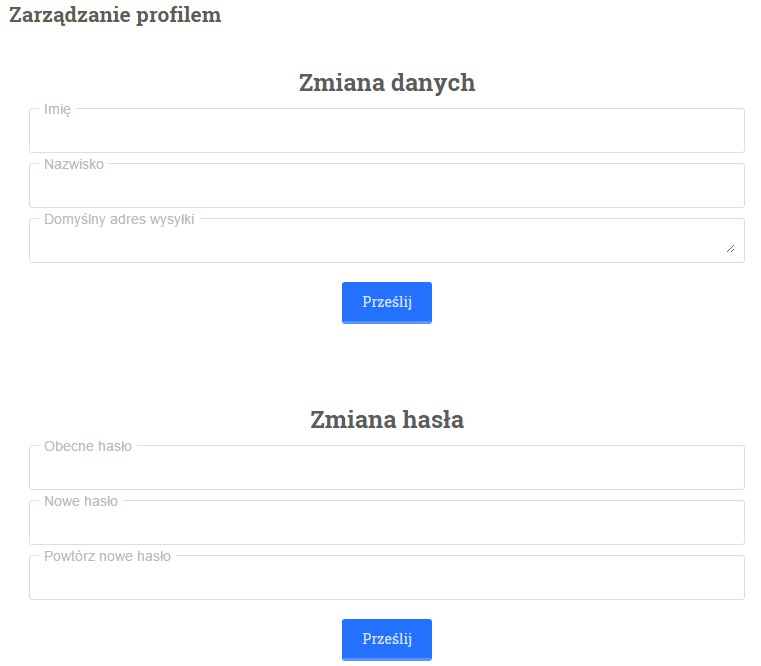 Zarządzanie profilem
Zmiana danych
Imię
Nazwisko
Domyślny adres wysyłki
Prześlij
Zmiana hasła
Obecne hasło
Nowe hasło
Powtórz nowe hasło
Prześlij